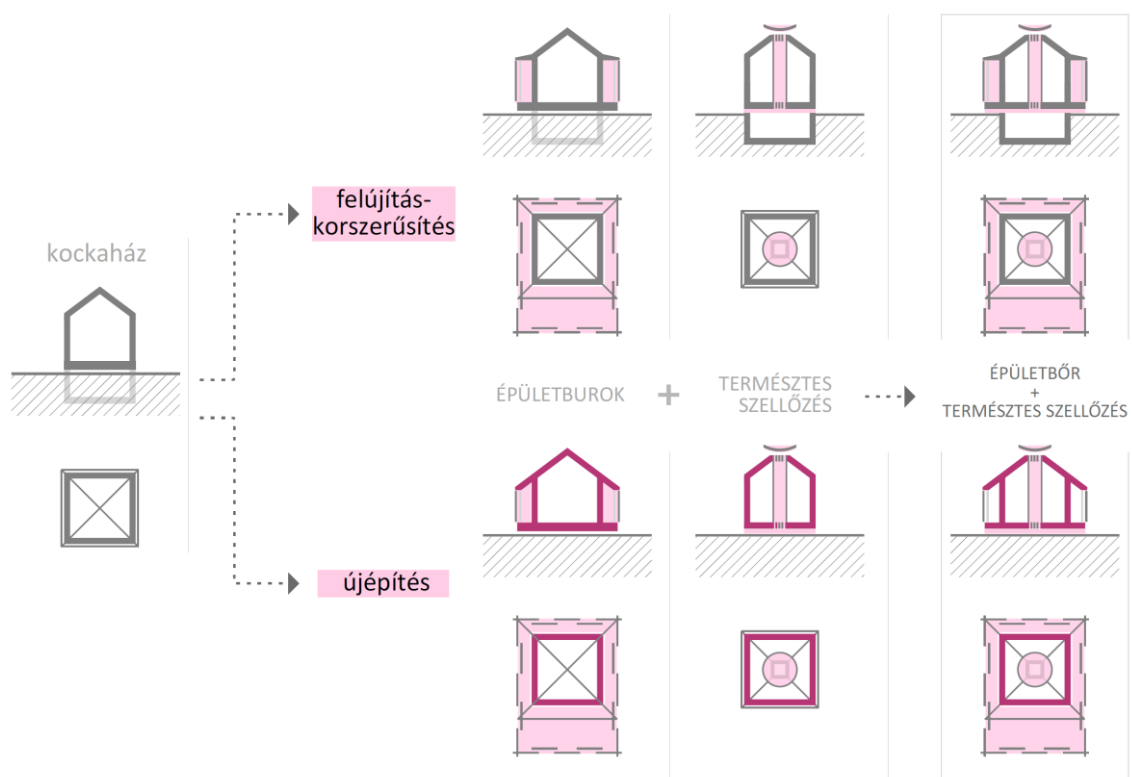 felújítás-
korszerűsítés
kockaház
ÉPÜLETBUROK
+
TERMÉSZTES
SZELLŐZÉS
ÉPÜLETBŐR
+
TERMÉSZTES SZELLŐZÉS
újépítés